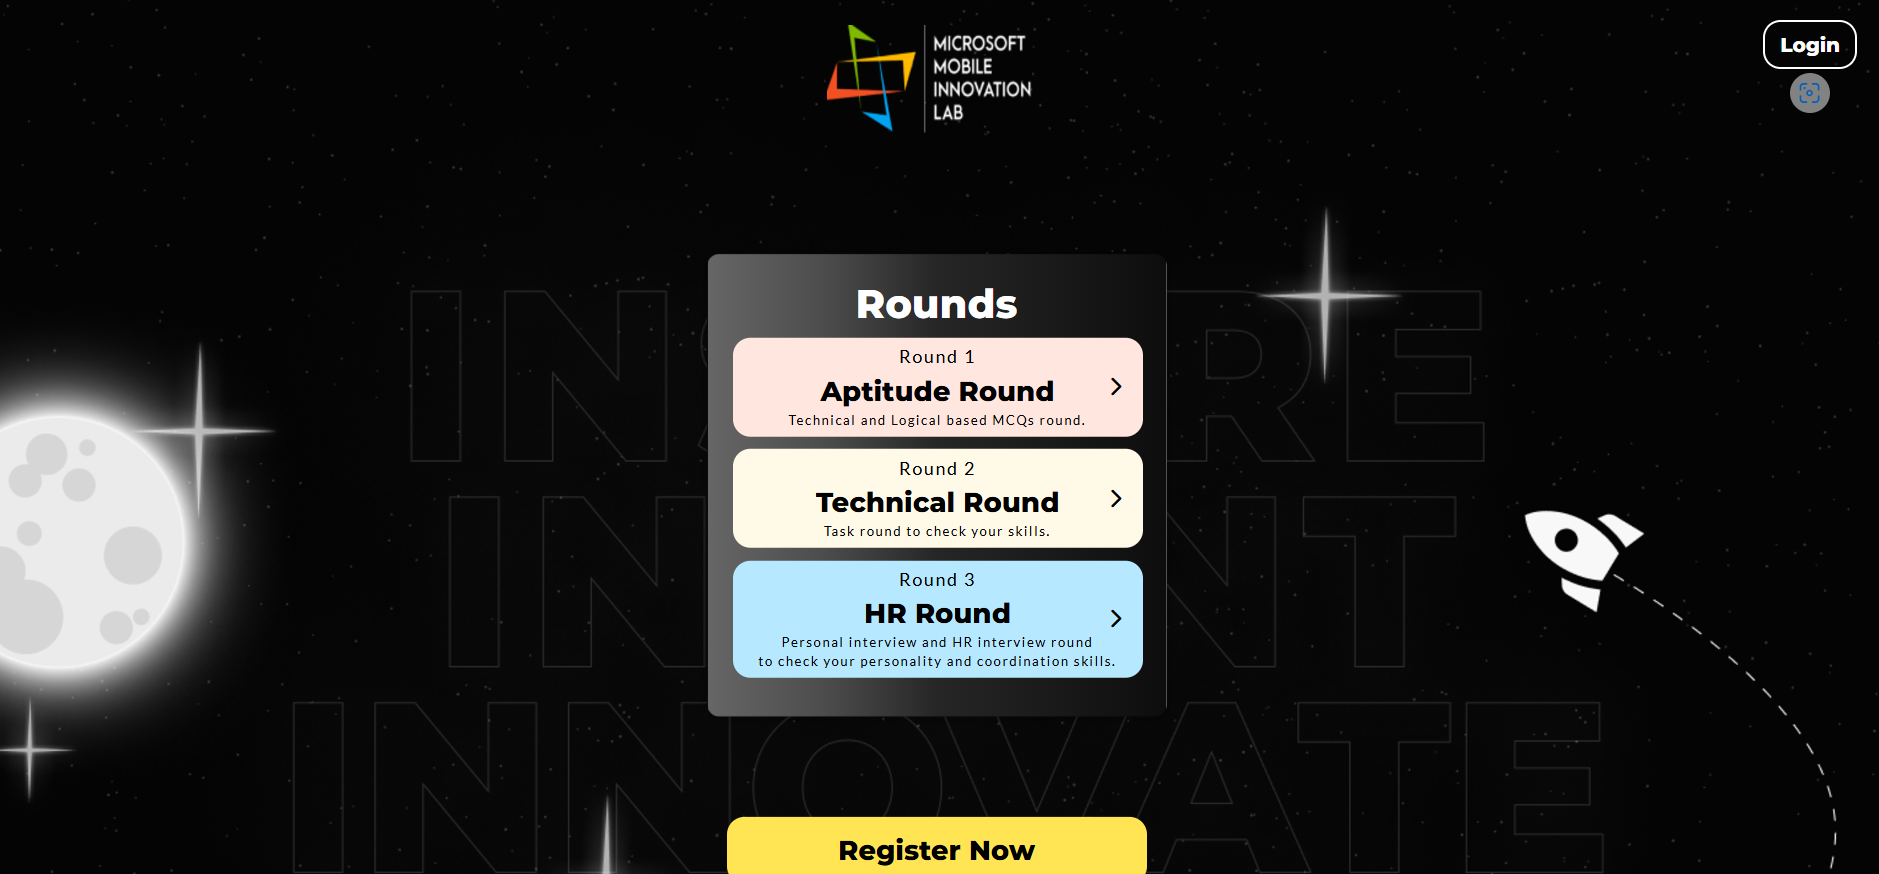 MICROSOFT
MOBILE
INNOVATION
LAB
Login
Rounds
Round 1
Aptitude Round
Technical and Logical based MCQs round.
Round 2
Technical Round
Task round to check your skills.
Round 3
HR Round
Personal interview and HR interview round
to check your personality and coordination skills.
INNOVATE
Register Now